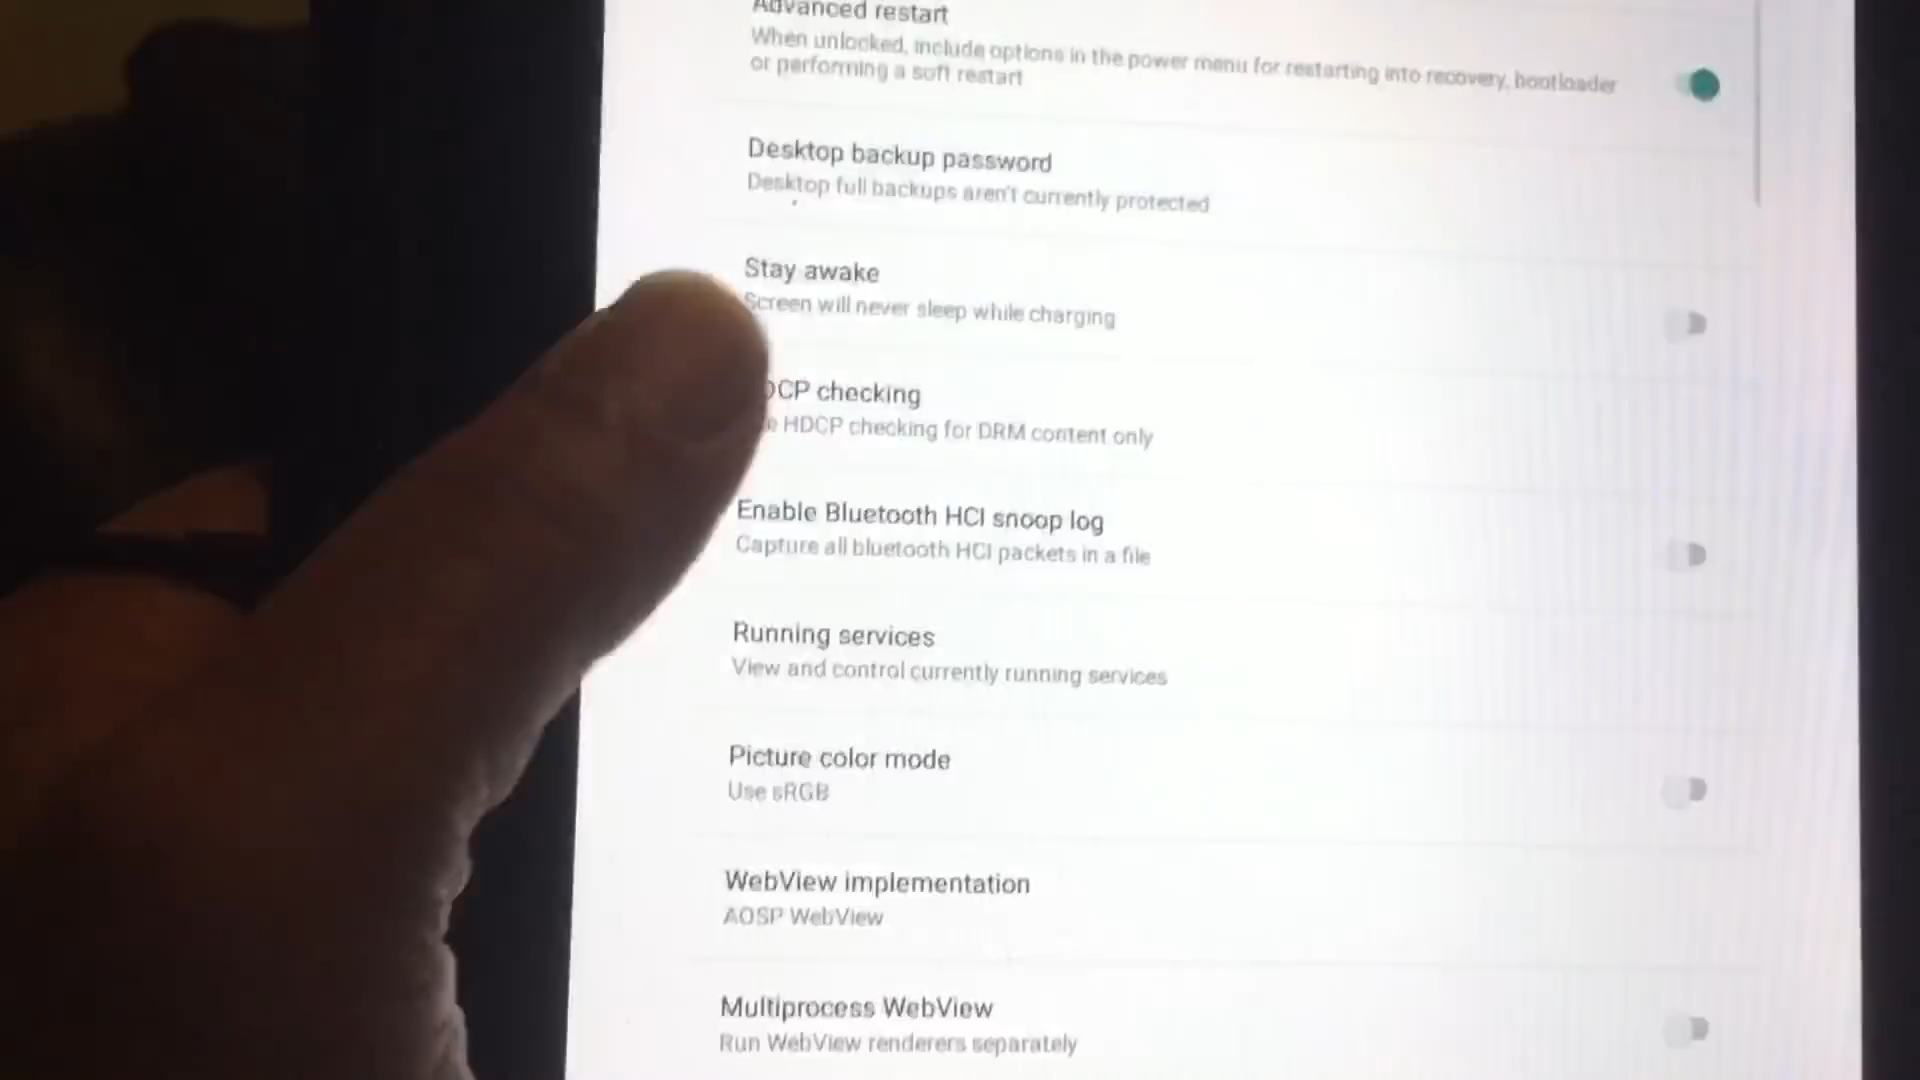 Advanced restart
When unlocked, include options in the power menu for restarting into recovery, bootloader
or performing a soft restart
Desktop backup password
Desktop full backups aren't currently protected
Stay awake
Screen will never sleep while charging
DCP checking
e HDCP checking for DRM content only
Enable Bluetooth HCI snoop log
Capture all bluetooth HCI packets in a file
Running services
View and control currently running services
Picture color mode
Use sRGB
WebView implementation
AOSP WebView
Multiprocess WebView
Run WebView renderers separately